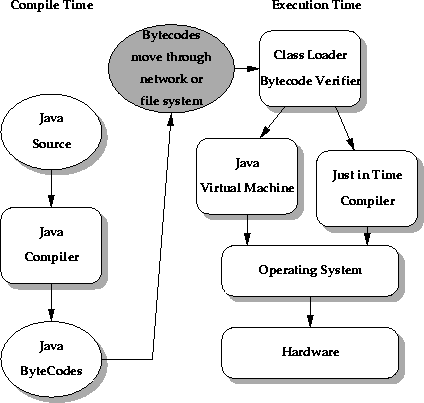 Compile Time
Execution Time
Bytecodes
move through
network or
file system
Class Loader
Bytecode Verifier
Java
Source
Java
Virtual Machine
Just in Time
Compiler
Java
Compiler
Operating System
Java
ByteCodes
Hardware